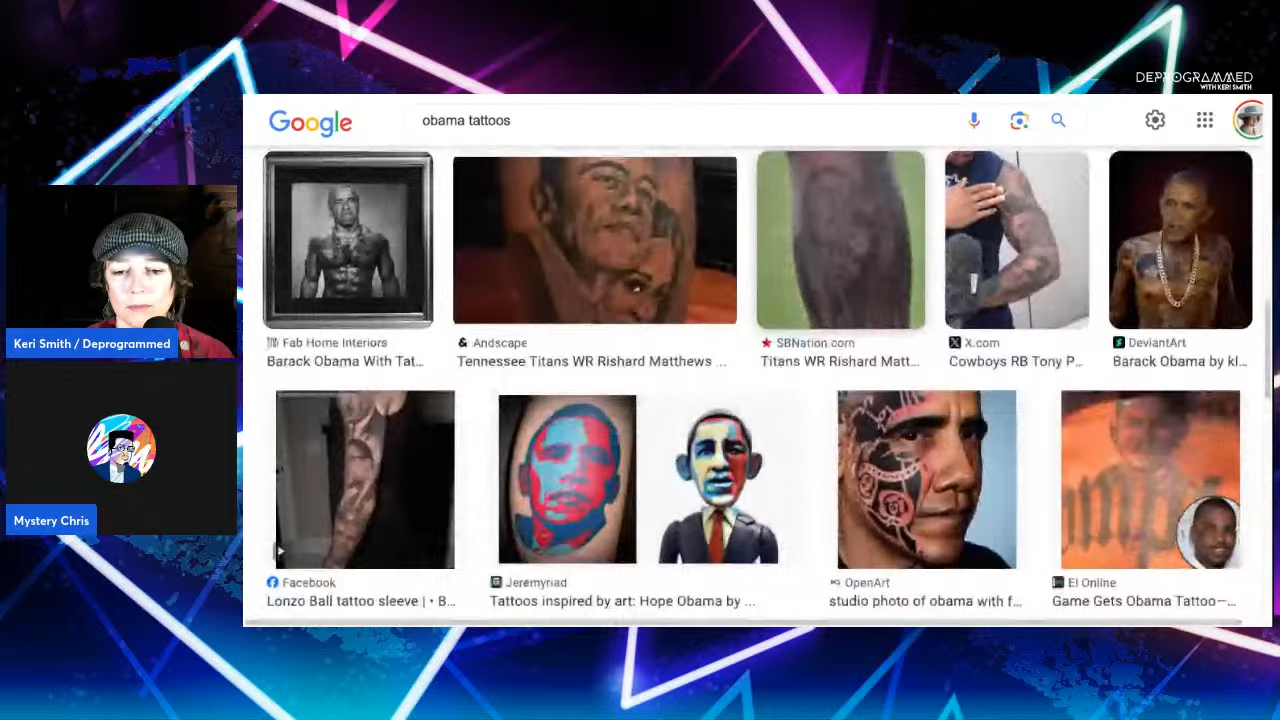 DEPROGRAMMED
WITH KERI SMITH
Google
obama tattoos
Fab Home Interiors
Barack Obama With Tat...
Andscape
Tennessee Titans WR Rishard Matthews ...
SBNation.com
Titans WR Rishard Matt...
X.com
Cowboys RB Tony P...
DeviantArt
Barack Obama by kl...
Keri Smith / Deprogrammed
Mystery Chris
Facebook
Lonzo Ball tattoo sleeve | • B...
Jeremyriad
Tattoos inspired by art: Hope Obama by ...
OpenArt
studio photo of obama with f...
E! Online
Game Gets Obama Tattoo—...